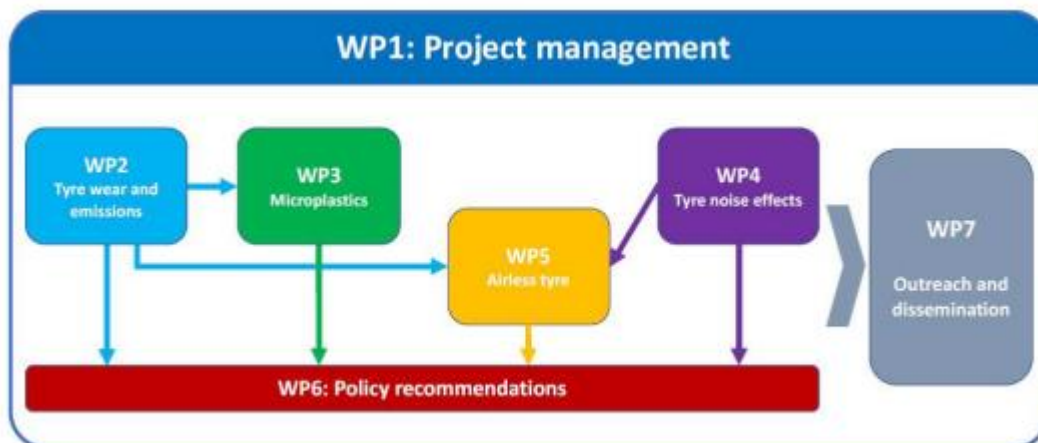 WP1: Project management
WP2
Tyre wear and
emissions
WP3
Microplastics
WP4
Tyre noise effects
WP5
Airless tyre
WP7
Outreach and
dissemination
WP6: Policy recommendations